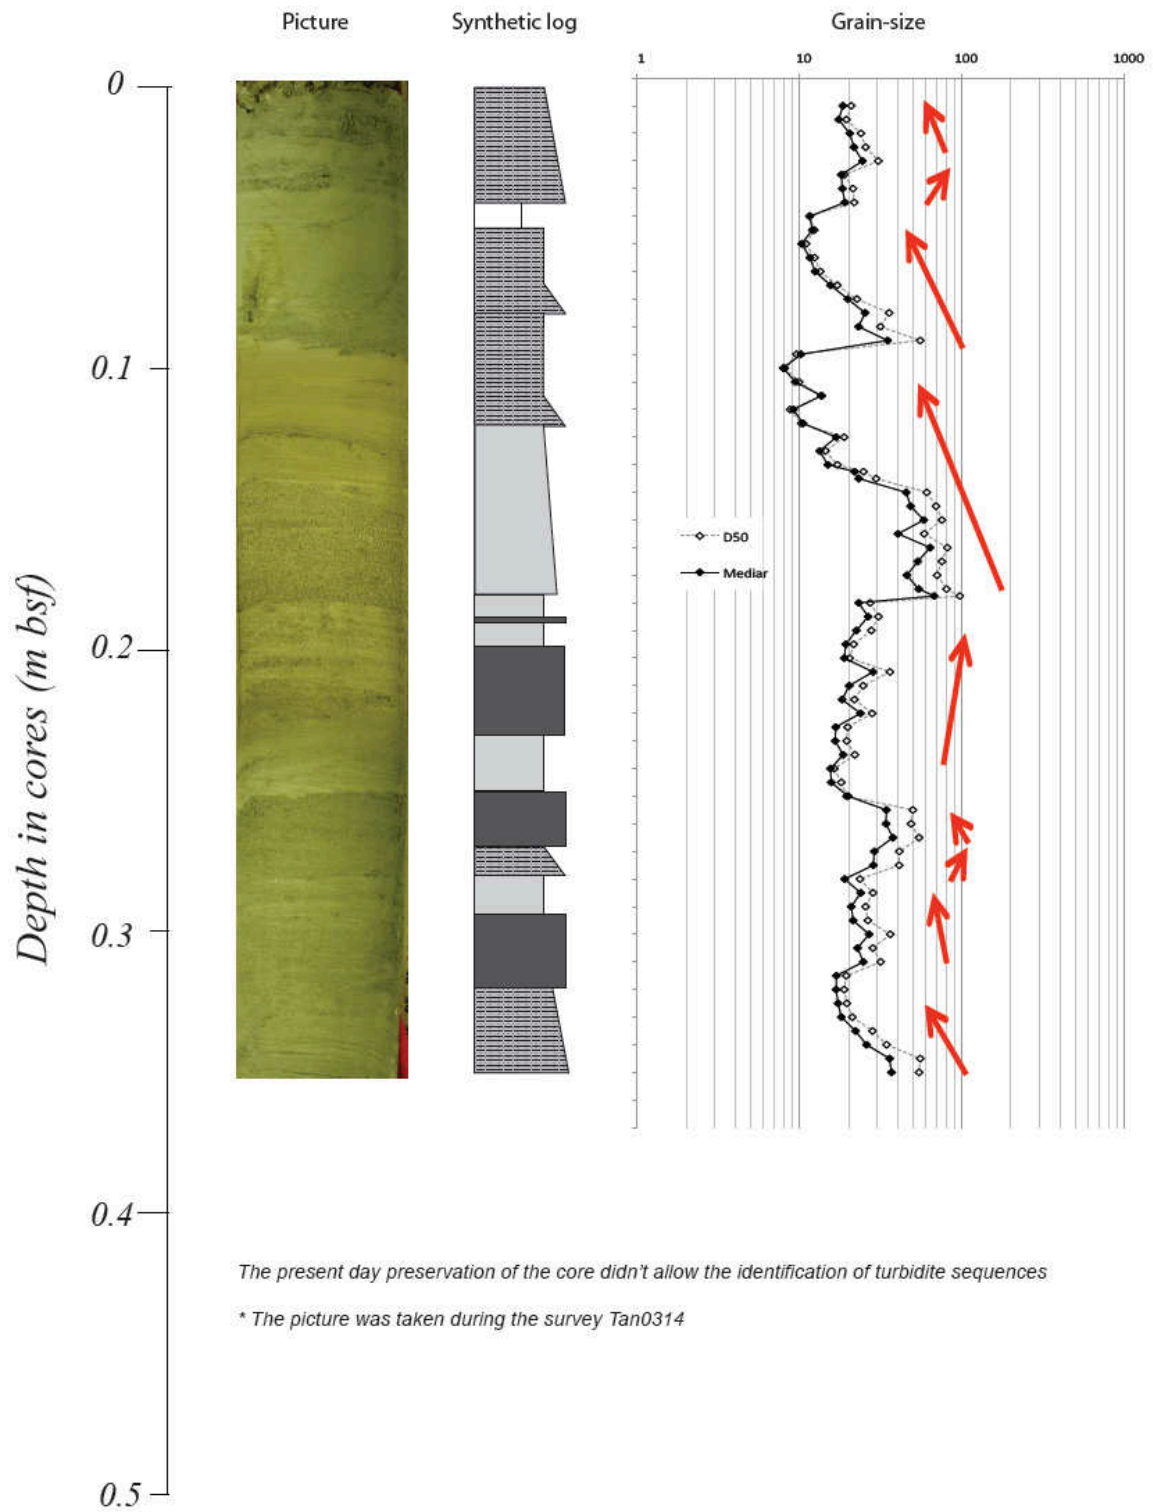 Picture
Synthetic log
Grain-size
1
10
100
1000
0
0.1
0.2
0.3
0.4
0.5
Depth in cores (m bsf)
D50
Mediar
The present day preservation of the core didn't allow the identification of turbidite sequences
* The picture was taken during the survey Tan0314